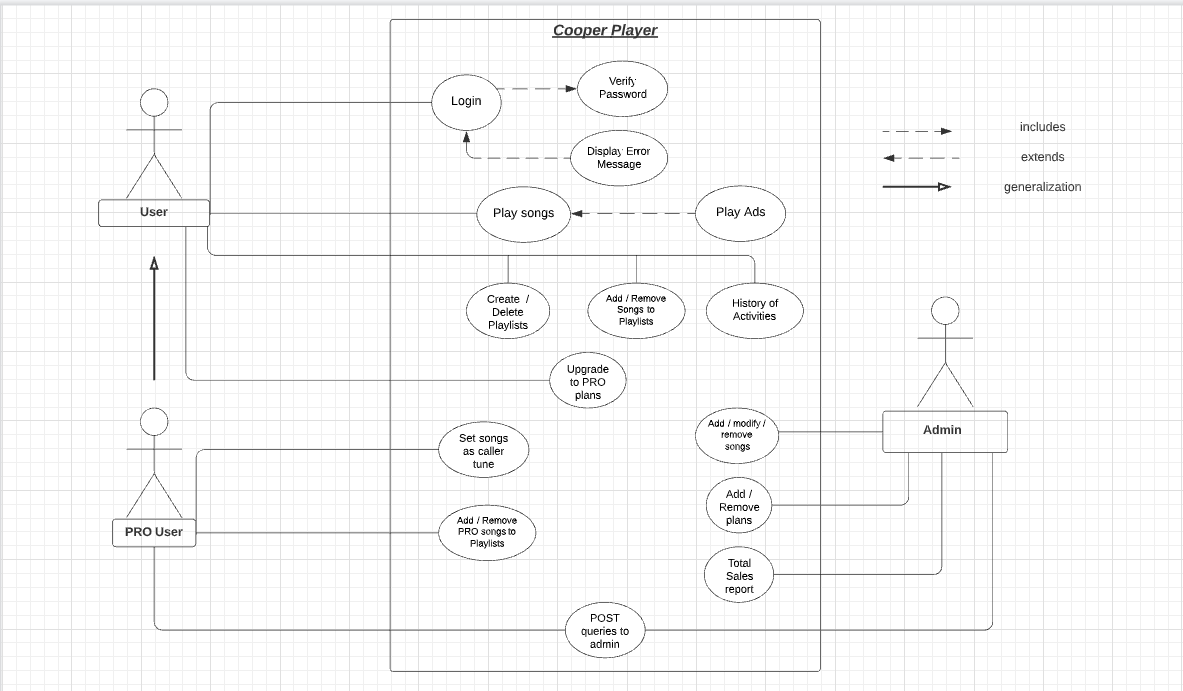 Cooper Player
Verify
Password
Login
includes
Display Error
Message
extends
generalization
User
Play songs
Play Ads
Create /
Delete
Playlists
Add / Remove
Songs to
Playlists
History of
Activities
Upgrade
to PRO
plans
Add / modify /
remove
songs
Admin
Set songs
as caller
tune
Add /
Remove
plans
PRO User
Add / Remove
PRO songs to
Playlists
Total
Sales
report
POST
queries to
admin